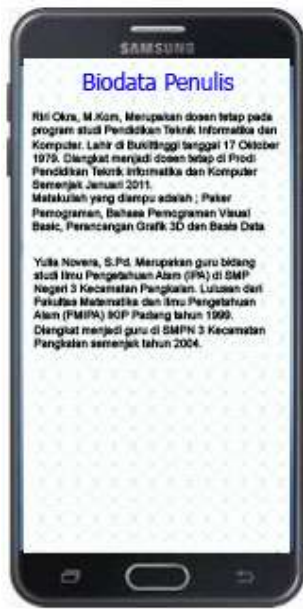 SAMSUNG
Biodata Penulis
Riri Okra, M.Kom, Merupakan dosen tetap pada
program studi Pendidikan Teknik Informatika dan
Komputer. Lahir di Bukittinggi tanggal 17 Oktober
1979. Diangkat menjadi dosen tetap di Prodi
Pendidikan Teknik Informatika dan Komputer
Semenjak Januari 2011.
Matakuliah yang diampu adalah ; Paket
Pemograman, Bahasa Pemograman Visual
Basic, Perancangan Grafik 3D dan Basis Data
Yulia Novera, S.Pd. Merupakan guru bidang
studi Ilmu Pengetahuan Alam (IPA) di SMP
Negeri 3 Kecamatan Pangkalan. Lulusan dari
Fakultas Matematika dan Ilmu Pengetahuan
Alam (FMIPA) IKIP Padang tahun 1999.
Diangkat menjadi guru di SMPN 3 Kecamatan
Pangkalan semenjak tahun 2004.